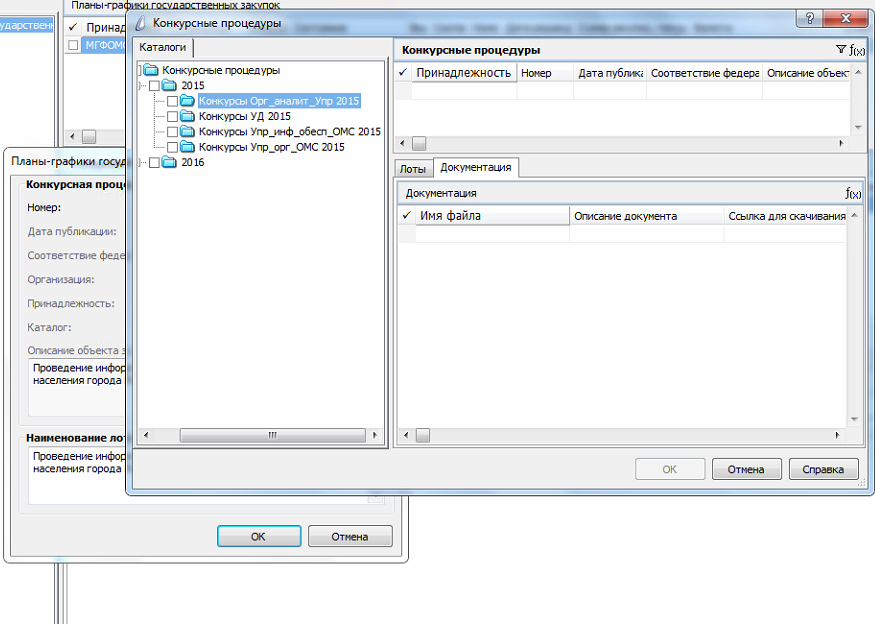 Планы-графики государственных закупок
ударственн
Принад
МГФОМС
Конкурсные процедуры
Каталоги
Конкурсные процедуры
2015
Конкурсы Орг_аналит_Упр 2015
Конкурсы УД 2015
Конкурсы Упр_инф_обесп_ОМС 2015
Конкурсы Упр_орг_ОМС 2015
2016
Конкурсные процедуры
f(x)
Принадлежность Номер Дата публика Соответствие федера Описание объект
Лоты Документация
Документация
f(x)
Имя файла Описание документа Ссылка для скачивания
ОК Отмена Справка
Планы-графики госуд
Конкурсная проце
Номер:
Дата публикации:
Соответствие феде
Организация:
Принадлежность:
Каталог:
Описание объекта з
Проведение инфор
населения города
Наименование лот
Проведение инфор
населения города
ОК Отмена